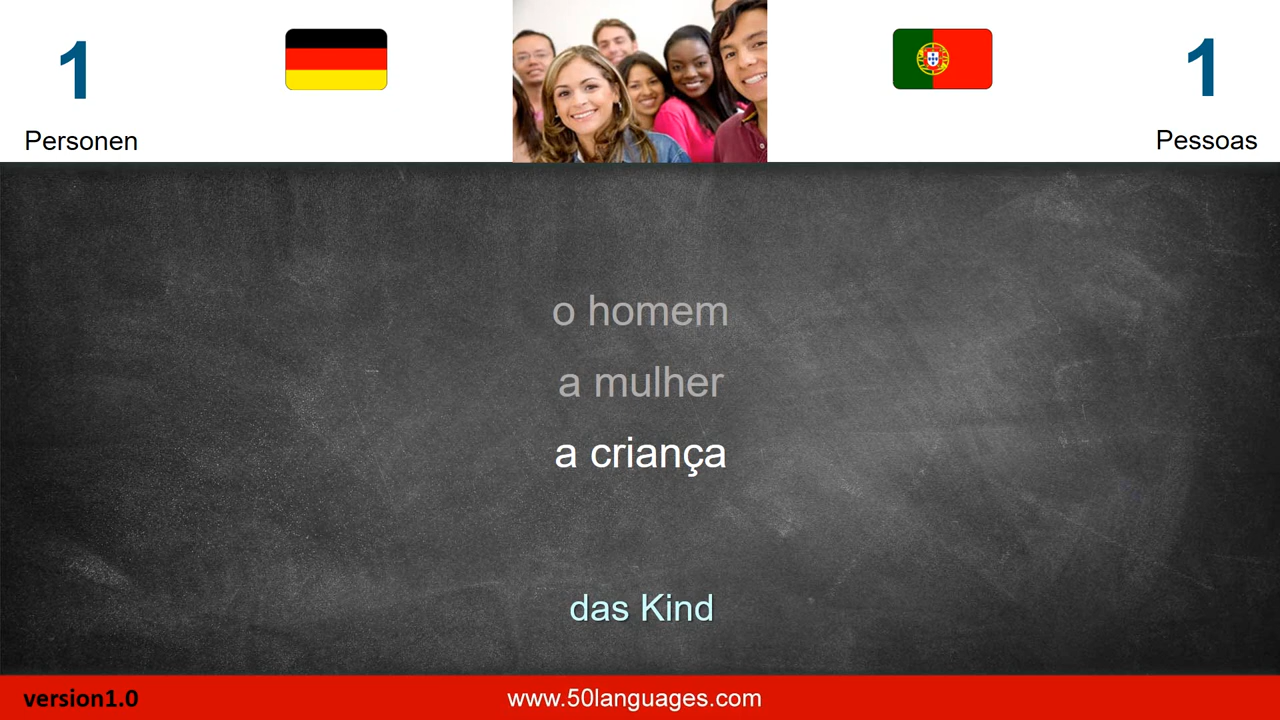 1
1
Personen
Pessoas
o homem
a mulher
a criança
das Kind
version1.0
www.50languages.com